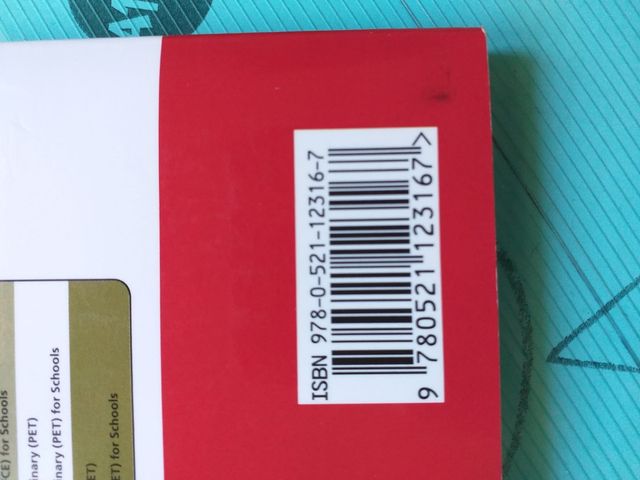 ISBN 978-0-521-12316-7
9 780521 123167 >
CE) for Schools
inary (PET)
inary (PET) for Schools
ET)
ET) for Schools
A1